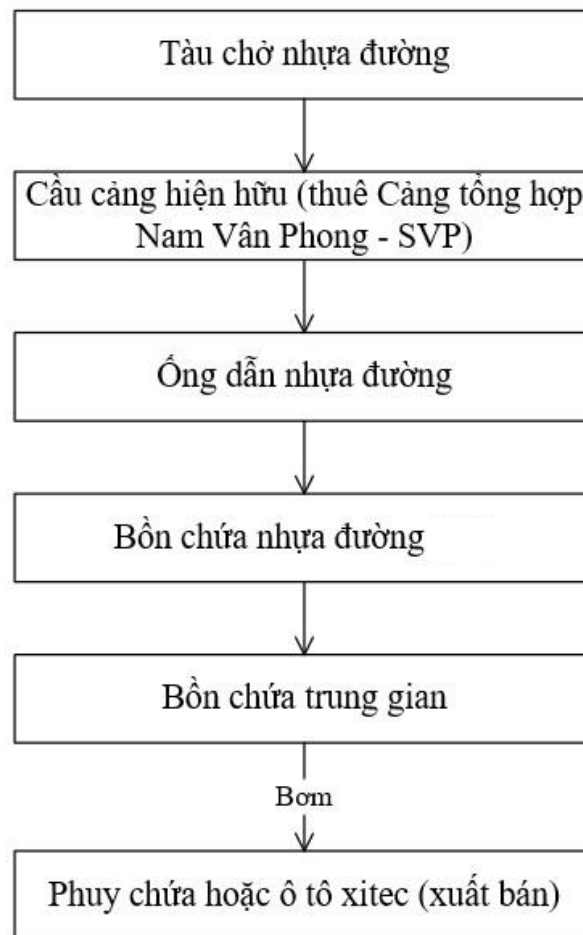 Tàu chở nhựa đường
Cầu cảng hiện hữu (thuê Cảng tổng hợp
Nam Vân Phong - SVP)
Ống dẫn nhựa đường
Bồn chứa nhựa đường
Bồn chứa trung gian
Bơm
Phuy chứa hoặc ô tô xitec (xuất bán)